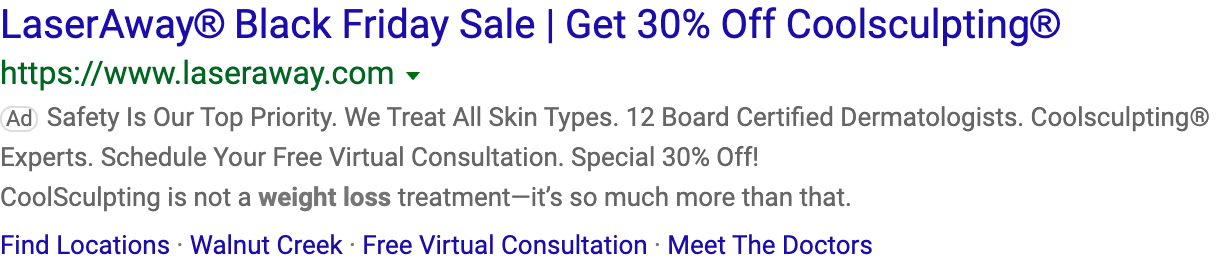 LaserAway® Black Friday Sale | Get 30% Off Coolsculpting®
https://www.laseraway.com
Ad Safety Is Our Top Priority. We Treat All Skin Types. 12 Board Certified Dermatologists. Coolsculpting®
Experts. Schedule Your Free Virtual Consultation. Special 30% Off!
CoolSculpting is not a weight loss treatment—it’s so much more than that.
Find Locations · Walnut Creek · Free Virtual Consultation · Meet The Doctors